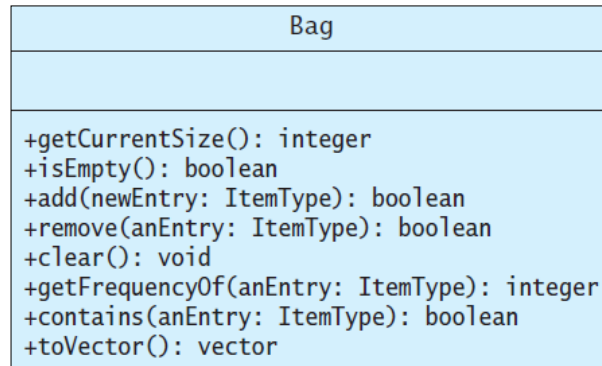 Bag
+getCurrentSize(): integer
+isEmpty(): boolean
+add(newEntry: ItemType): boolean
+remove(anEntry: ItemType): boolean
+clear(): void
+getFrequencyOf(anEntry: ItemType): integer
+contains(anEntry: ItemType): boolean
+toVector(): vector